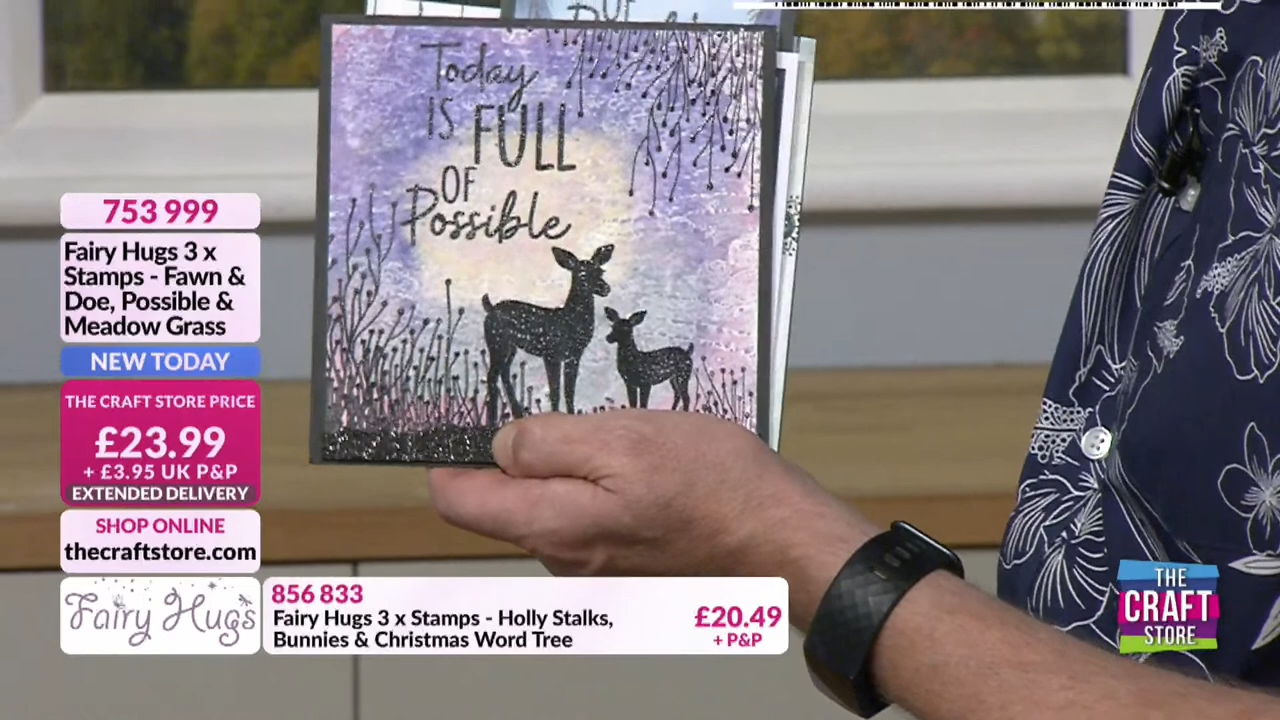 Today
IS FULL
OF
Possible
753 999
Fairy Hugs 3 x
Stamps - Fawn &
Doe, Possible &
Meadow Grass
NEW TODAY
THE CRAFT STORE PRICE
£23.99
+ £3.95 UK P&P
EXTENDED DELIVERY
SHOP ONLINE
thecraftstore.com
Fairy Hugs
856 833
Fairy Hugs 3 x Stamps - Holly Stalks,
Bunnies & Christmas Word Tree
£20.49
+ P&P
THE
CRAFT
STORE